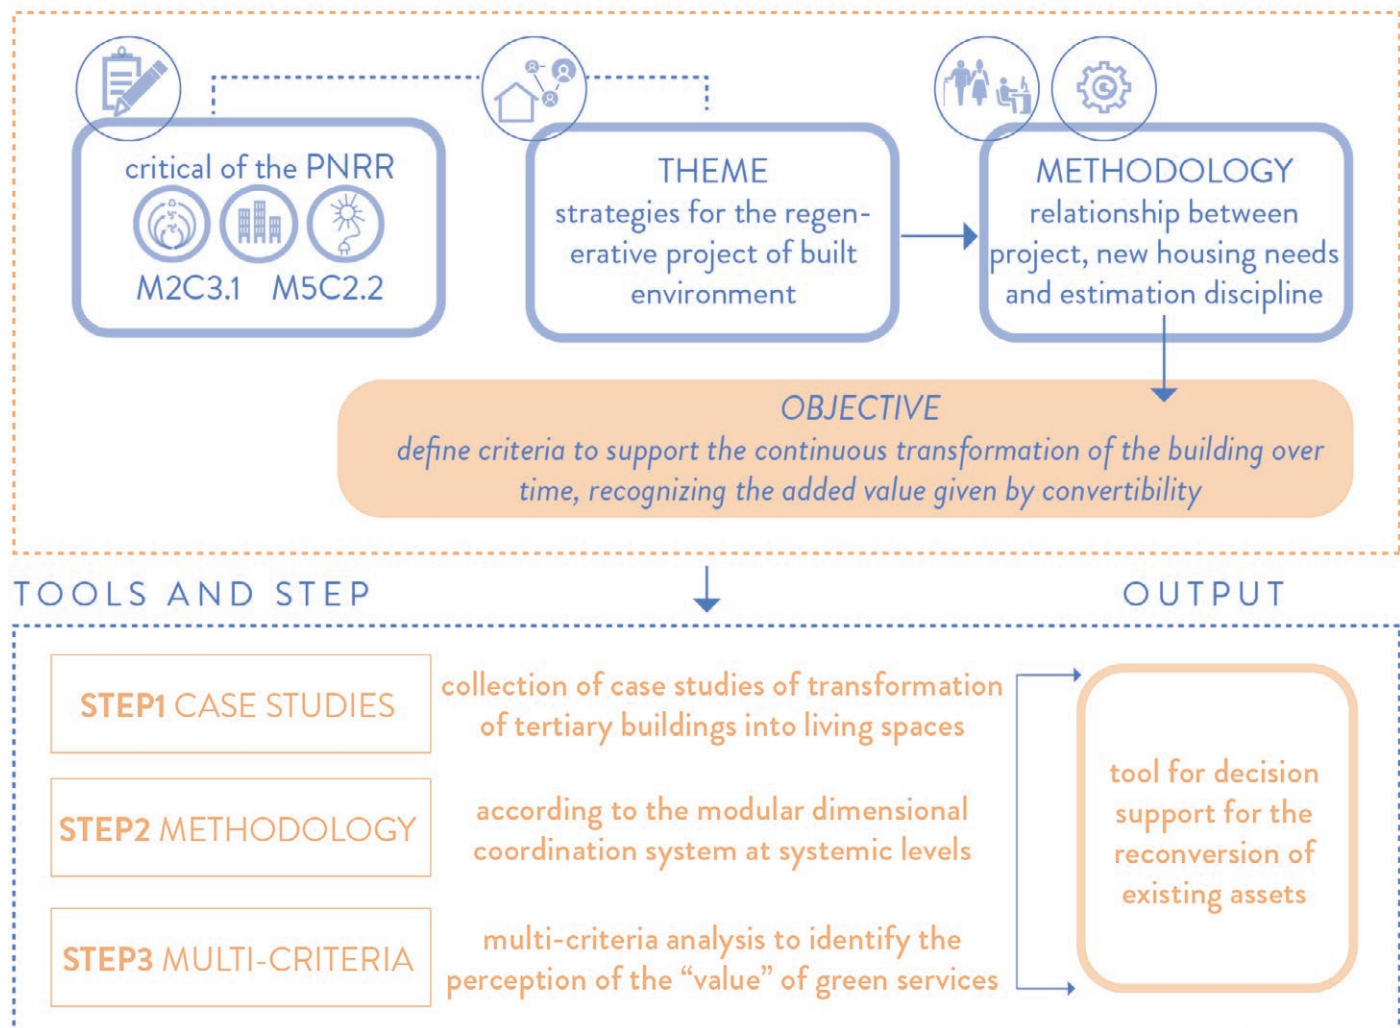 critical of the PNRR
M2C3.1 M5C2.2
THEME
strategies for the regen-
erative project of built
environment
METHODOLOGY
relationship between
project, new housing needs
and estimation discipline
OBJECTIVE
define criteria to support the continuous transformation of the building over
time, recognizing the added value given by convertibility
TOOLS AND STEP
OUTPUT
STEP1 CASE STUDIES
collection of case studies of transformation
of tertiary buildings into living spaces
STEP2 METHODOLOGY
according to the modular dimensional
coordination system at systemic levels
STEP3 MULTI-CRITERIA
multi-criteria analysis to identify the
perception of the “value” of green services
tool for decision
support for the
reconversion of
existing assets